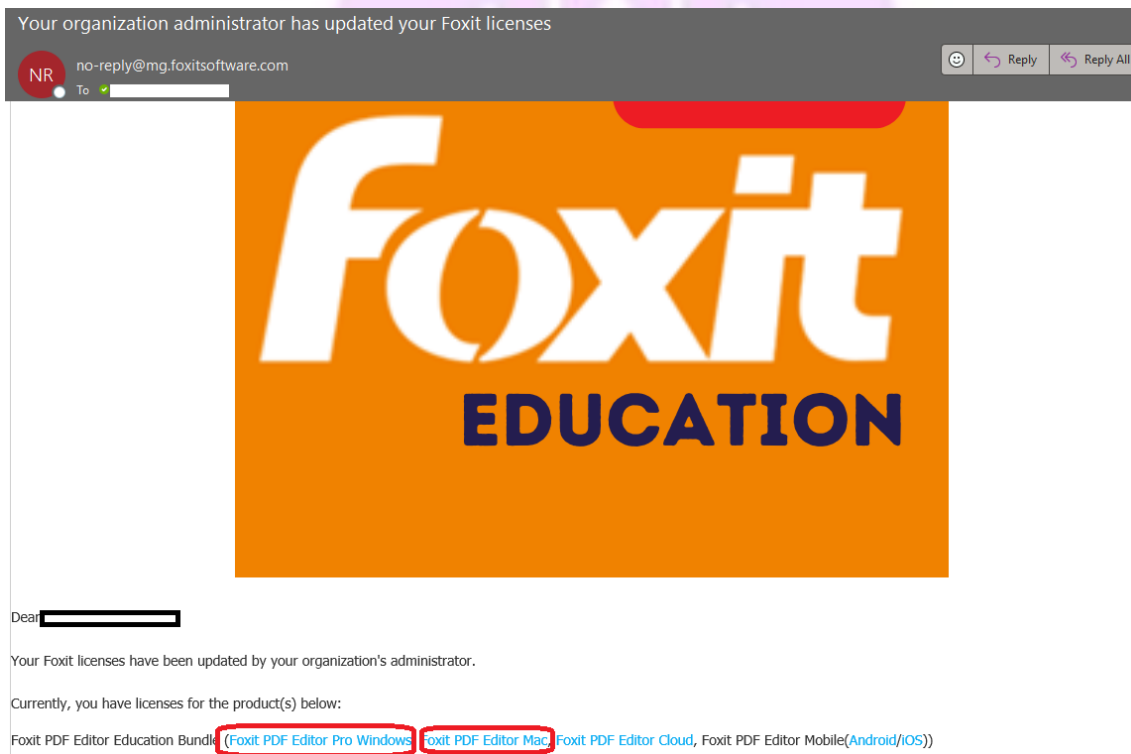 Your organization administrator has updated your Foxit licenses
NR
no-reply@mg.foxitsoftware.com
Reply
Reply All
To
Foxit
EDUCATION
Dear
Your Foxit licenses have been updated by your organization's administrator.
Currently, you have licenses for the product(s) below:
Foxit PDF Editor Education Bundle (Foxit PDF Editor Pro Windows, Foxit PDF Editor Mac, Foxit PDF Editor Cloud, Foxit PDF Editor Mobile(Android/iOS))